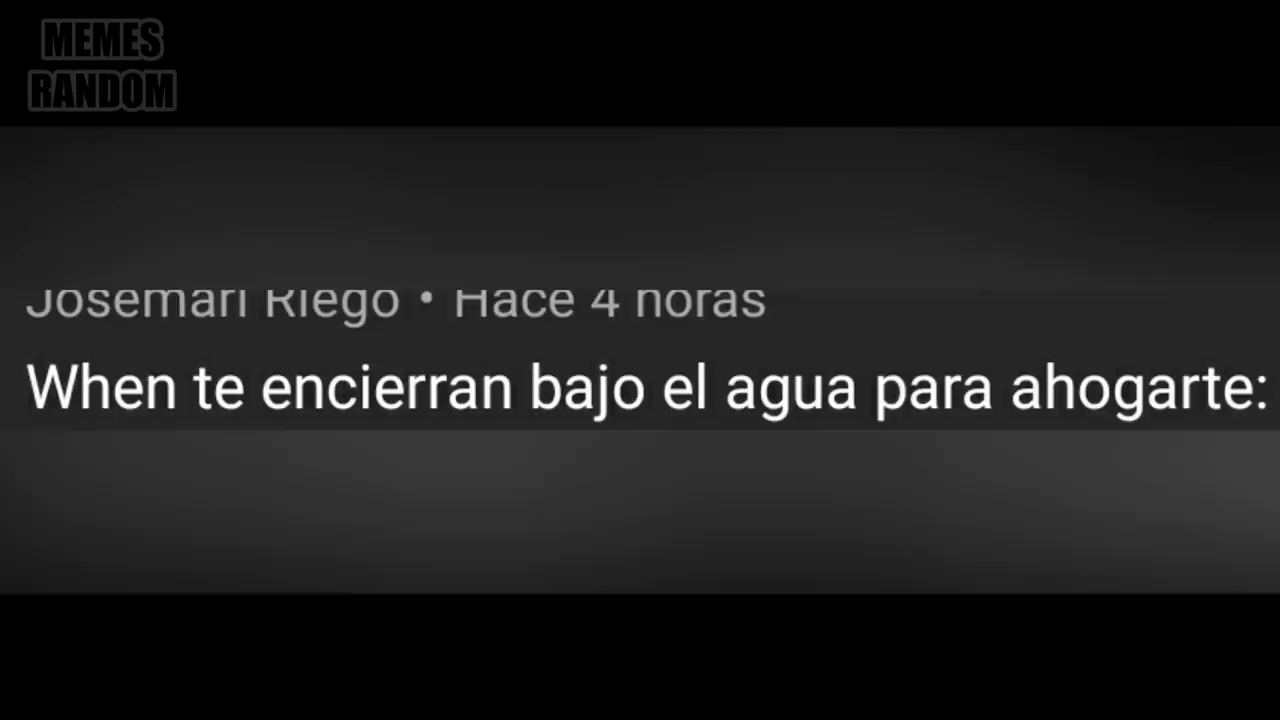 MEMES
RANDOM
Josemari Riego • Hace 4 horas
When te encierran bajo el agua para ahogarte: